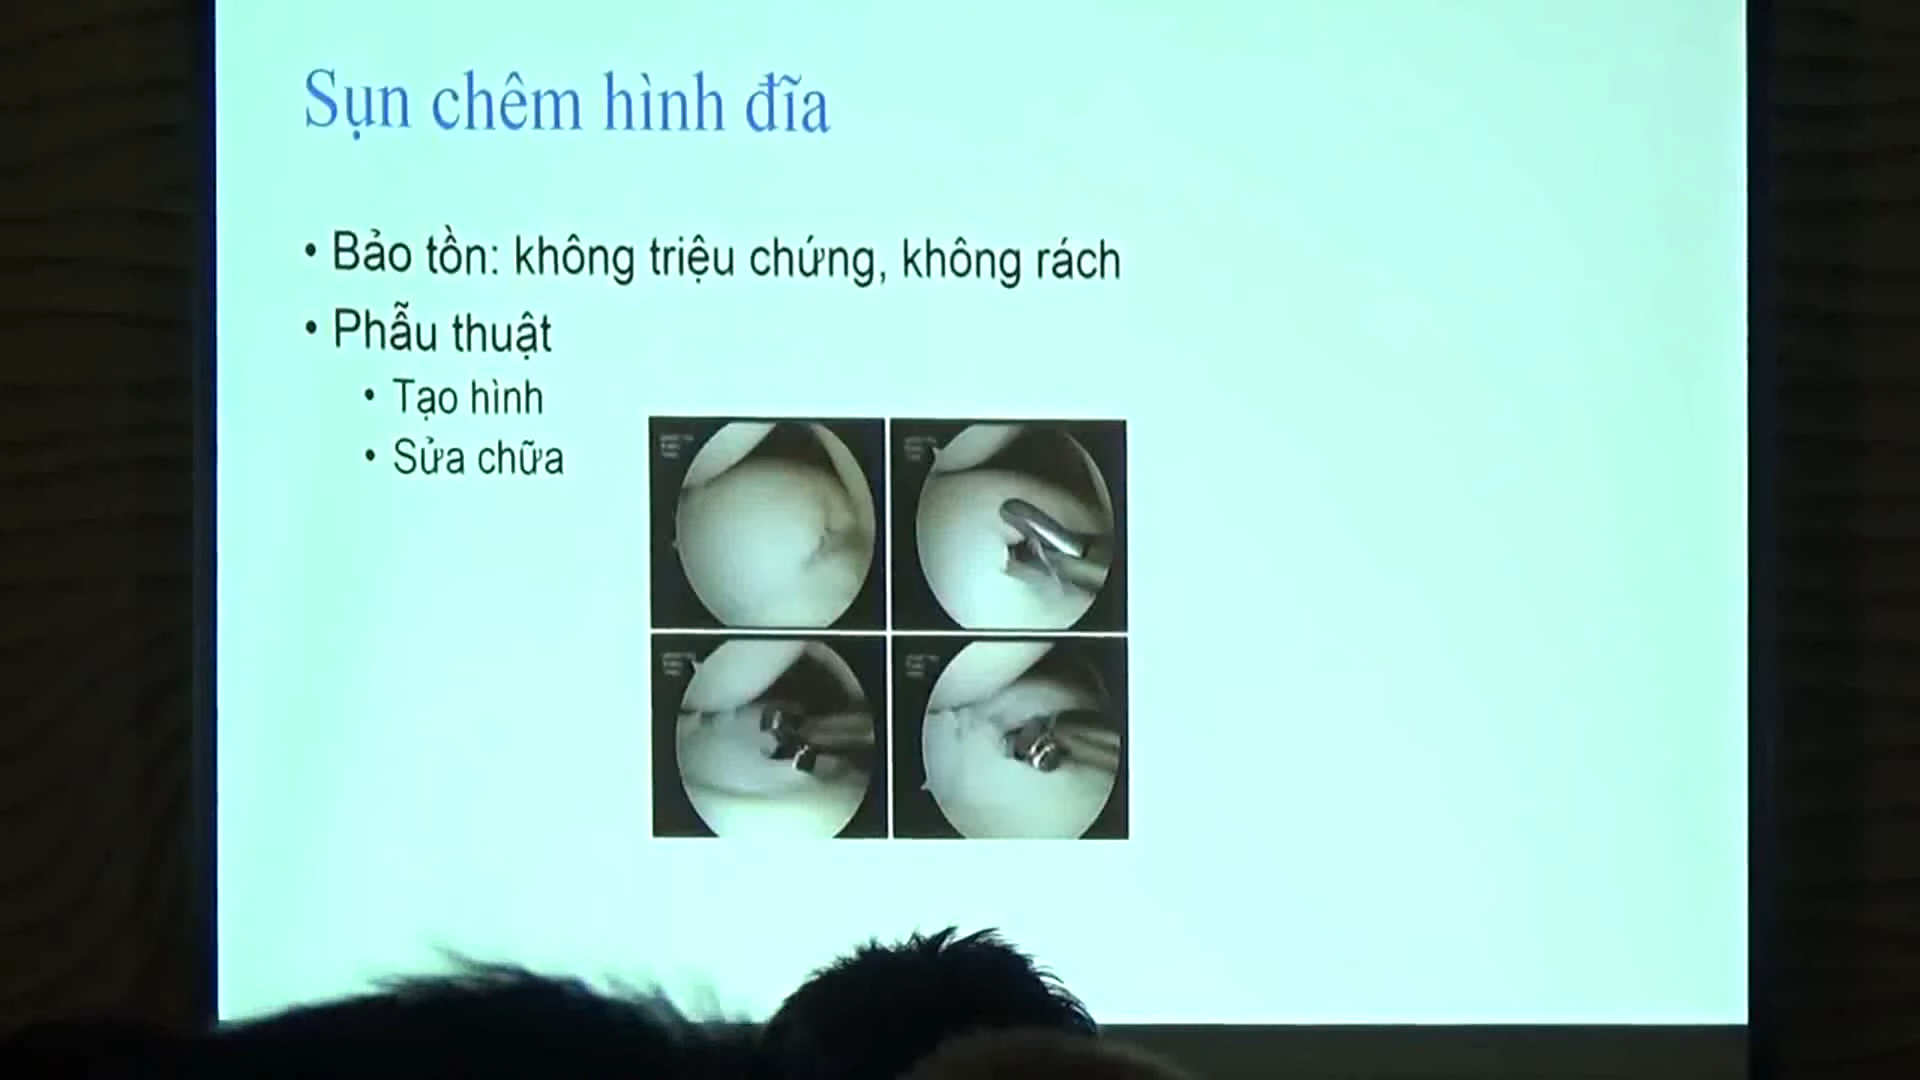 Sụn chêm hình đĩa
• Bảo tồn: không triệu chứng, không rách
• Phẫu thuật
• Tạo hình
• Sửa chữa